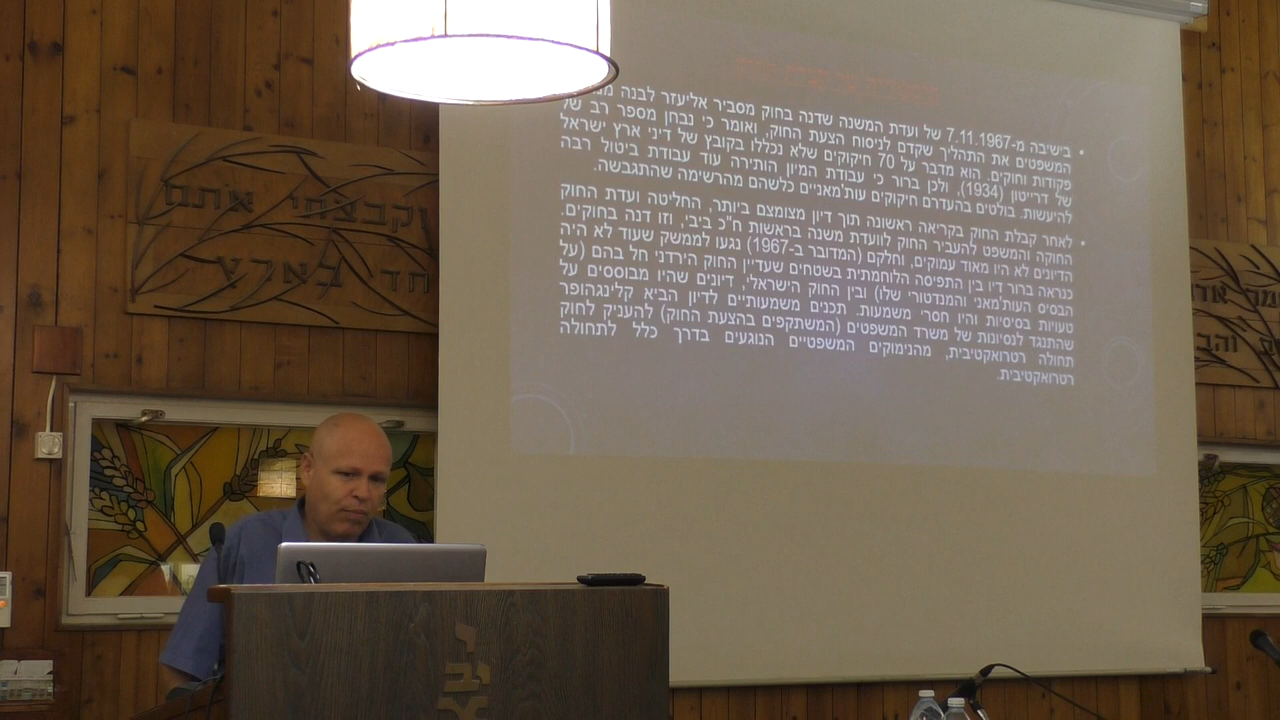 בישיבה מ-7.11.1967 של ועדת המשנה שדנה בחוק מסביר אליעזר לבנה
המשפטים את התהליך שקדם לניסוח הצעת החוק, ואומר כי נבחן מספר רב של
פקודות וחוקים. הוא מדבר על 70 חיקוקים שלא נכללו בקובץ של דיני ארץ ישראל
של דרייטון (1934), ולכן ברור כי עבודת המיון הותירה עוד עבודת ביטול רבה
להיעשות. בולטים בהעדרם חיקוקים עות'מאניים כלשהם מהרשימה שהתגבשה.
לאחר קבלת החוק בקריאה ראשונה תוך דיון מצומצם ביותר, החליטה ועדת החוק
החוקה והמשפט להעביר החוק לוועדת משנה בראשות ח"כ ביבי, וזו דנה בחוקים.
הדיונים לא היו מאוד עמוקים, וחלקם (המדובר ב-1967) נגעו לממשק שעוד לא היה
כנראה ברור דיו בין התפיסה הלוחמתית בשטחים שעדיין החוק הירדני חל בהם (על
הבסיס העות'מאני והמנדטורי שלו) ובין החוק הישראלי, דיונים שהיו מבוססים על
טעויות בסיסיות והיו חסרי משמעות. תכנים משמעותיים לדיון הביא קלינגהופר
שהתנגד לנסיונות של משרד המשפטים (המשתקפים בהצעת החוק) להעניק לחוק
תחולה רטרואקטיבית, מהנימוקים המשפטיים הנוגעים בדרך כלל לתחולה
רטרואקטיבית.
וקבצתי אתם
חד בארץ